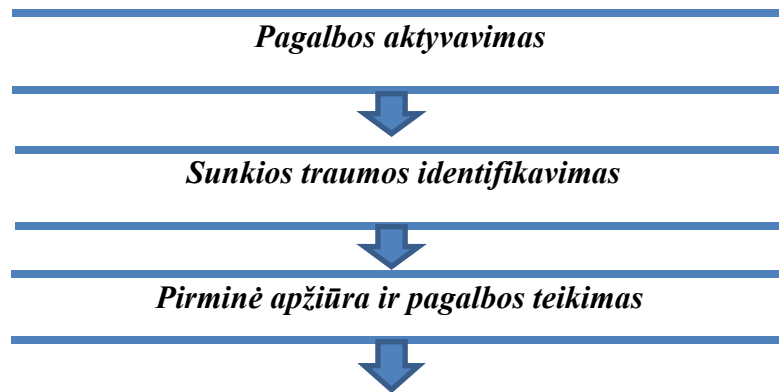 Pagalbos aktyvavimas
Sunkios traumos identifikavimas
Pirminė apžiūra ir pagalbos teikimas